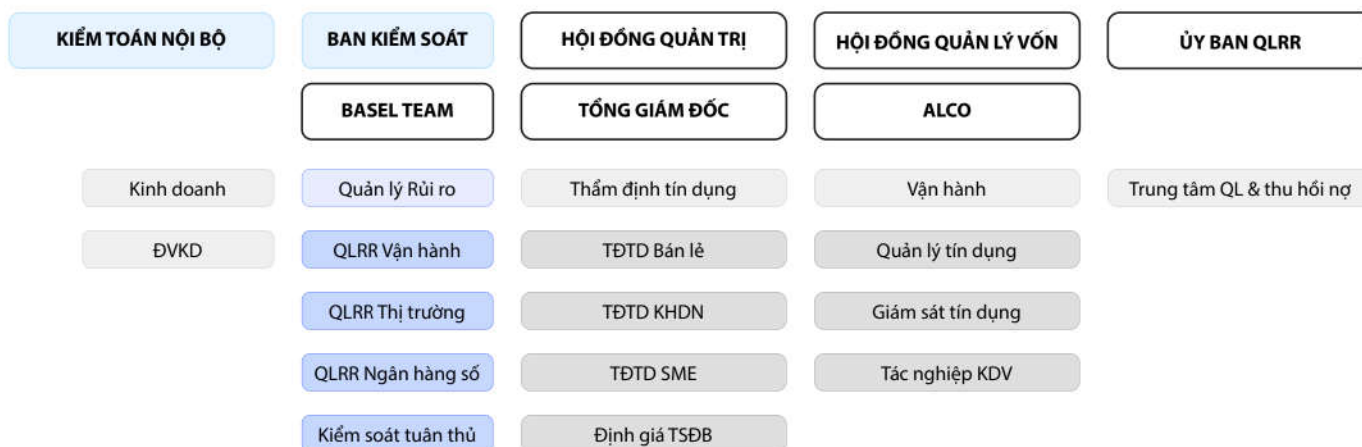 KIỂM TOÁN NỘI BỘ
BAN KIỂM SOÁT
HỘI ĐỒNG QUẢN TRỊ
HỘI ĐỒNG QUẢN LÝ VỐN
ỦY BAN QLRR
BASEL TEAM
TỔNG GIÁM ĐỐC
ALCO
Kinh doanh
Quản lý Rủi ro
Thẩm định tín dụng
Vận hành
Trung tâm QL & thu hồi nợ
ĐVKD
QLRR Vận hành
TĐTD Bán lẻ
Quản lý tín dụng
QLRR Thị trường
TĐTD KHDN
Giám sát tín dụng
QLRR Ngân hàng số
TĐTD SME
Tác nghiệp KDV
Kiểm soát tuân thủ
Định giá TSĐB